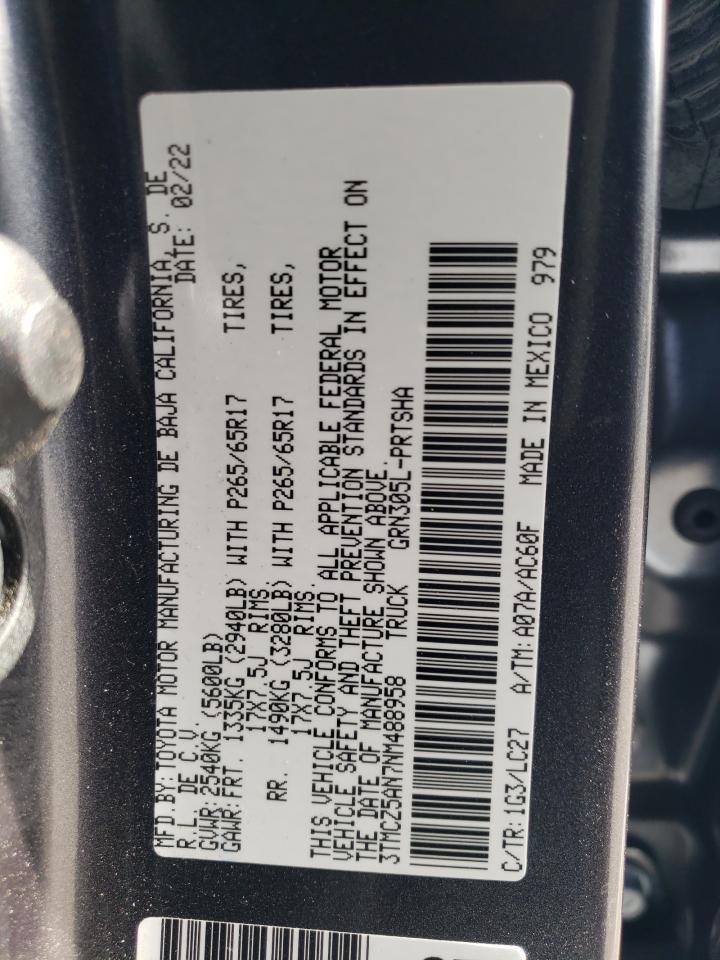 MFD.BY: TOYOTA MOTOR MANUFACTURING DE BAJA CALIFORNIA, S. DE
R.L. DE C.V. DATE: 02/22
GVWR: 2540KG (5600LB)
GAWR: FRT. 1335KG (2940LB) WITH P265/65R17 TIRES,
17X7.5J RIMS
RR. 1490KG (3280LB) WITH P265/65R17 TIRES,
17X7.5J RIMS
THIS VEHICLE CONFORMS TO ALL APPLICABLE FEDERAL MOTOR
VEHICLE SAFETY AND THEFT PREVENTION STANDARDS IN EFFECT ON
THE DATE OF MANUFACTURE SHOWN ABOVE.
3TMCZ5AN7NM488958 TRUCK GRN305L-PRTSHA
C/TR: 1G3/LC27 A/TM: A07A/AC60F MADE IN MEXICO 979